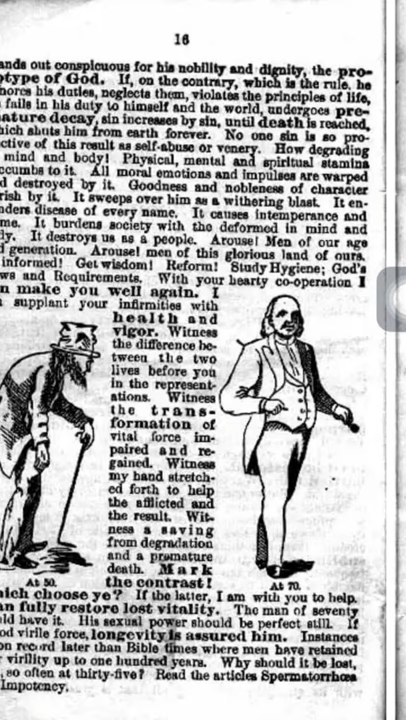 16
ands out conspicuous for his nobility and dignity, the pro-
otype of God. If, on the contrary, which is the rule, he
nores his duties, neglects them, violates the principles of life,
fails in his duty to himself and the world, undergoes pre-
ature decay, sin increases by sin, until death is reached,
hich shuts him from earth forever. No one sin is so pro-
ctive of this result as self-abuse or venery. How degrading
mind and body! Physical, mental and spiritual stamina
ccumbs to it. All moral emotions and impulses are warped
d destroyed by it. Goodness and nobleness of character
rish by it. It sweeps over him as a withering blast. It en-
nders disease of every name. It causes intemperance and
me. It burdens society with the deformed in mind and
dy. It destroys us as a people. Arouse! Men of our age
d generation. Arouse! men of this glorious land of ours.
informed! Get wisdom! Reform! Study Hygiene; God's
ws and Requirements. With your hearty co-operation I
n make you well again. I
supplant your infirmities with
health and
vigor. Witness
the difference be-
tween the two
lives before you
in the represent-
ations. Witness
the trans-
formation of
vital force im-
paired and re-
gained. Witness
my hand stretch-
ed forth to help
the afflicted and
the result. Wit-
ness a saving
from degradation
and a premature
death. Mark
the contrast!
At 50.
At 70.
hich choose ye? If the latter, I am with you to help.
an fully restore lost vitality. The man of seventy
ld have it. His sexual power should be perfect still. If
od virile force, longevity is assured him. Instances
on record later than Bible times where men have retained
virility up to one hundred years. Why should it be lost,
so often at thirty-five? Read the articles Spermatorrhœa
Impotency.